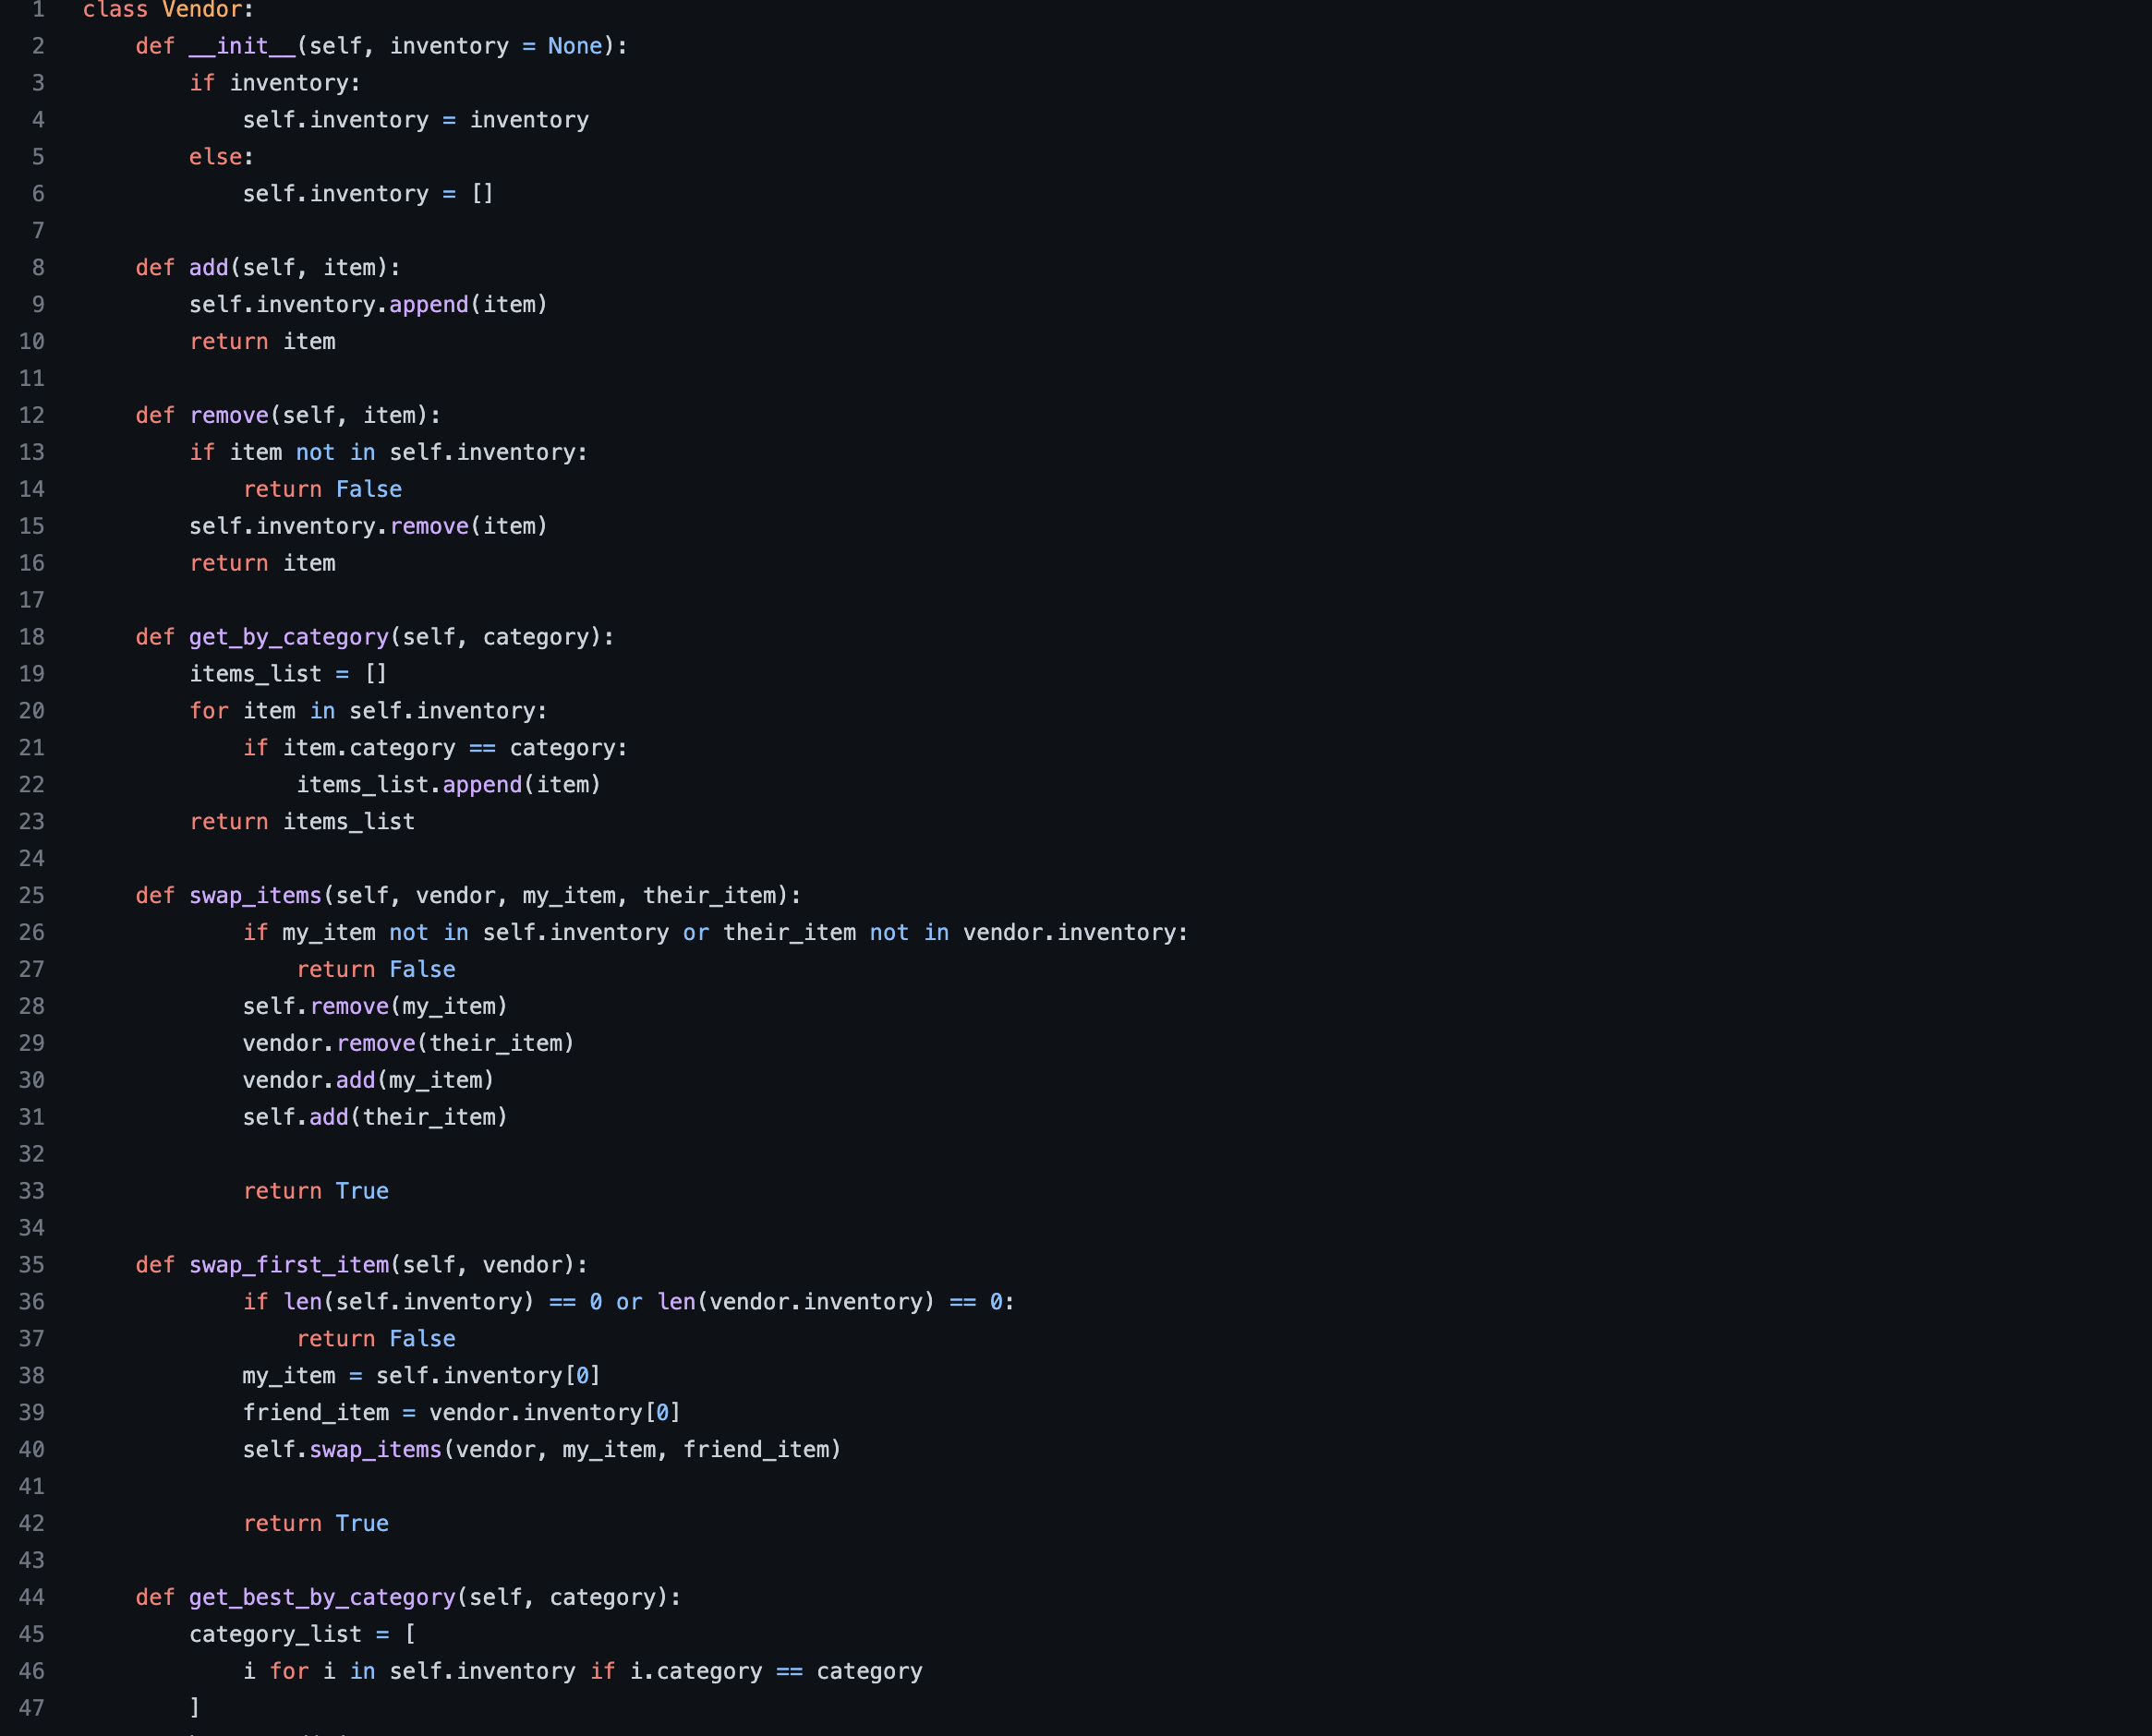 1 class Vendor:
2     def __init__(self, inventory = None):
3         if inventory:
4             self.inventory = inventory
5         else:
6             self.inventory = []
7
8     def add(self, item):
9         self.inventory.append(item)
10         return item
11
12     def remove(self, item):
13         if item not in self.inventory:
14             return False
15         self.inventory.remove(item)
16         return item
17
18     def get_by_category(self, category):
19         items_list = []
20         for item in self.inventory:
21             if item.category == category:
22                 items_list.append(item)
23         return items_list
24
25     def swap_items(self, vendor, my_item, their_item):
26             if my_item not in self.inventory or their_item not in vendor.inventory:
27                 return False
28             self.remove(my_item)
29             vendor.remove(their_item)
30             vendor.add(my_item)
31             self.add(their_item)
32
33             return True
34
35     def swap_first_item(self, vendor):
36             if len(self.inventory) == 0 or len(vendor.inventory) == 0:
37                 return False
38             my_item = self.inventory[0]
39             friend_item = vendor.inventory[0]
40             self.swap_items(vendor, my_item, friend_item)
41
42             return True
43
44     def get_best_by_category(self, category):
45         category_list = [
46             i for i in self.inventory if i.category == category
47         ]